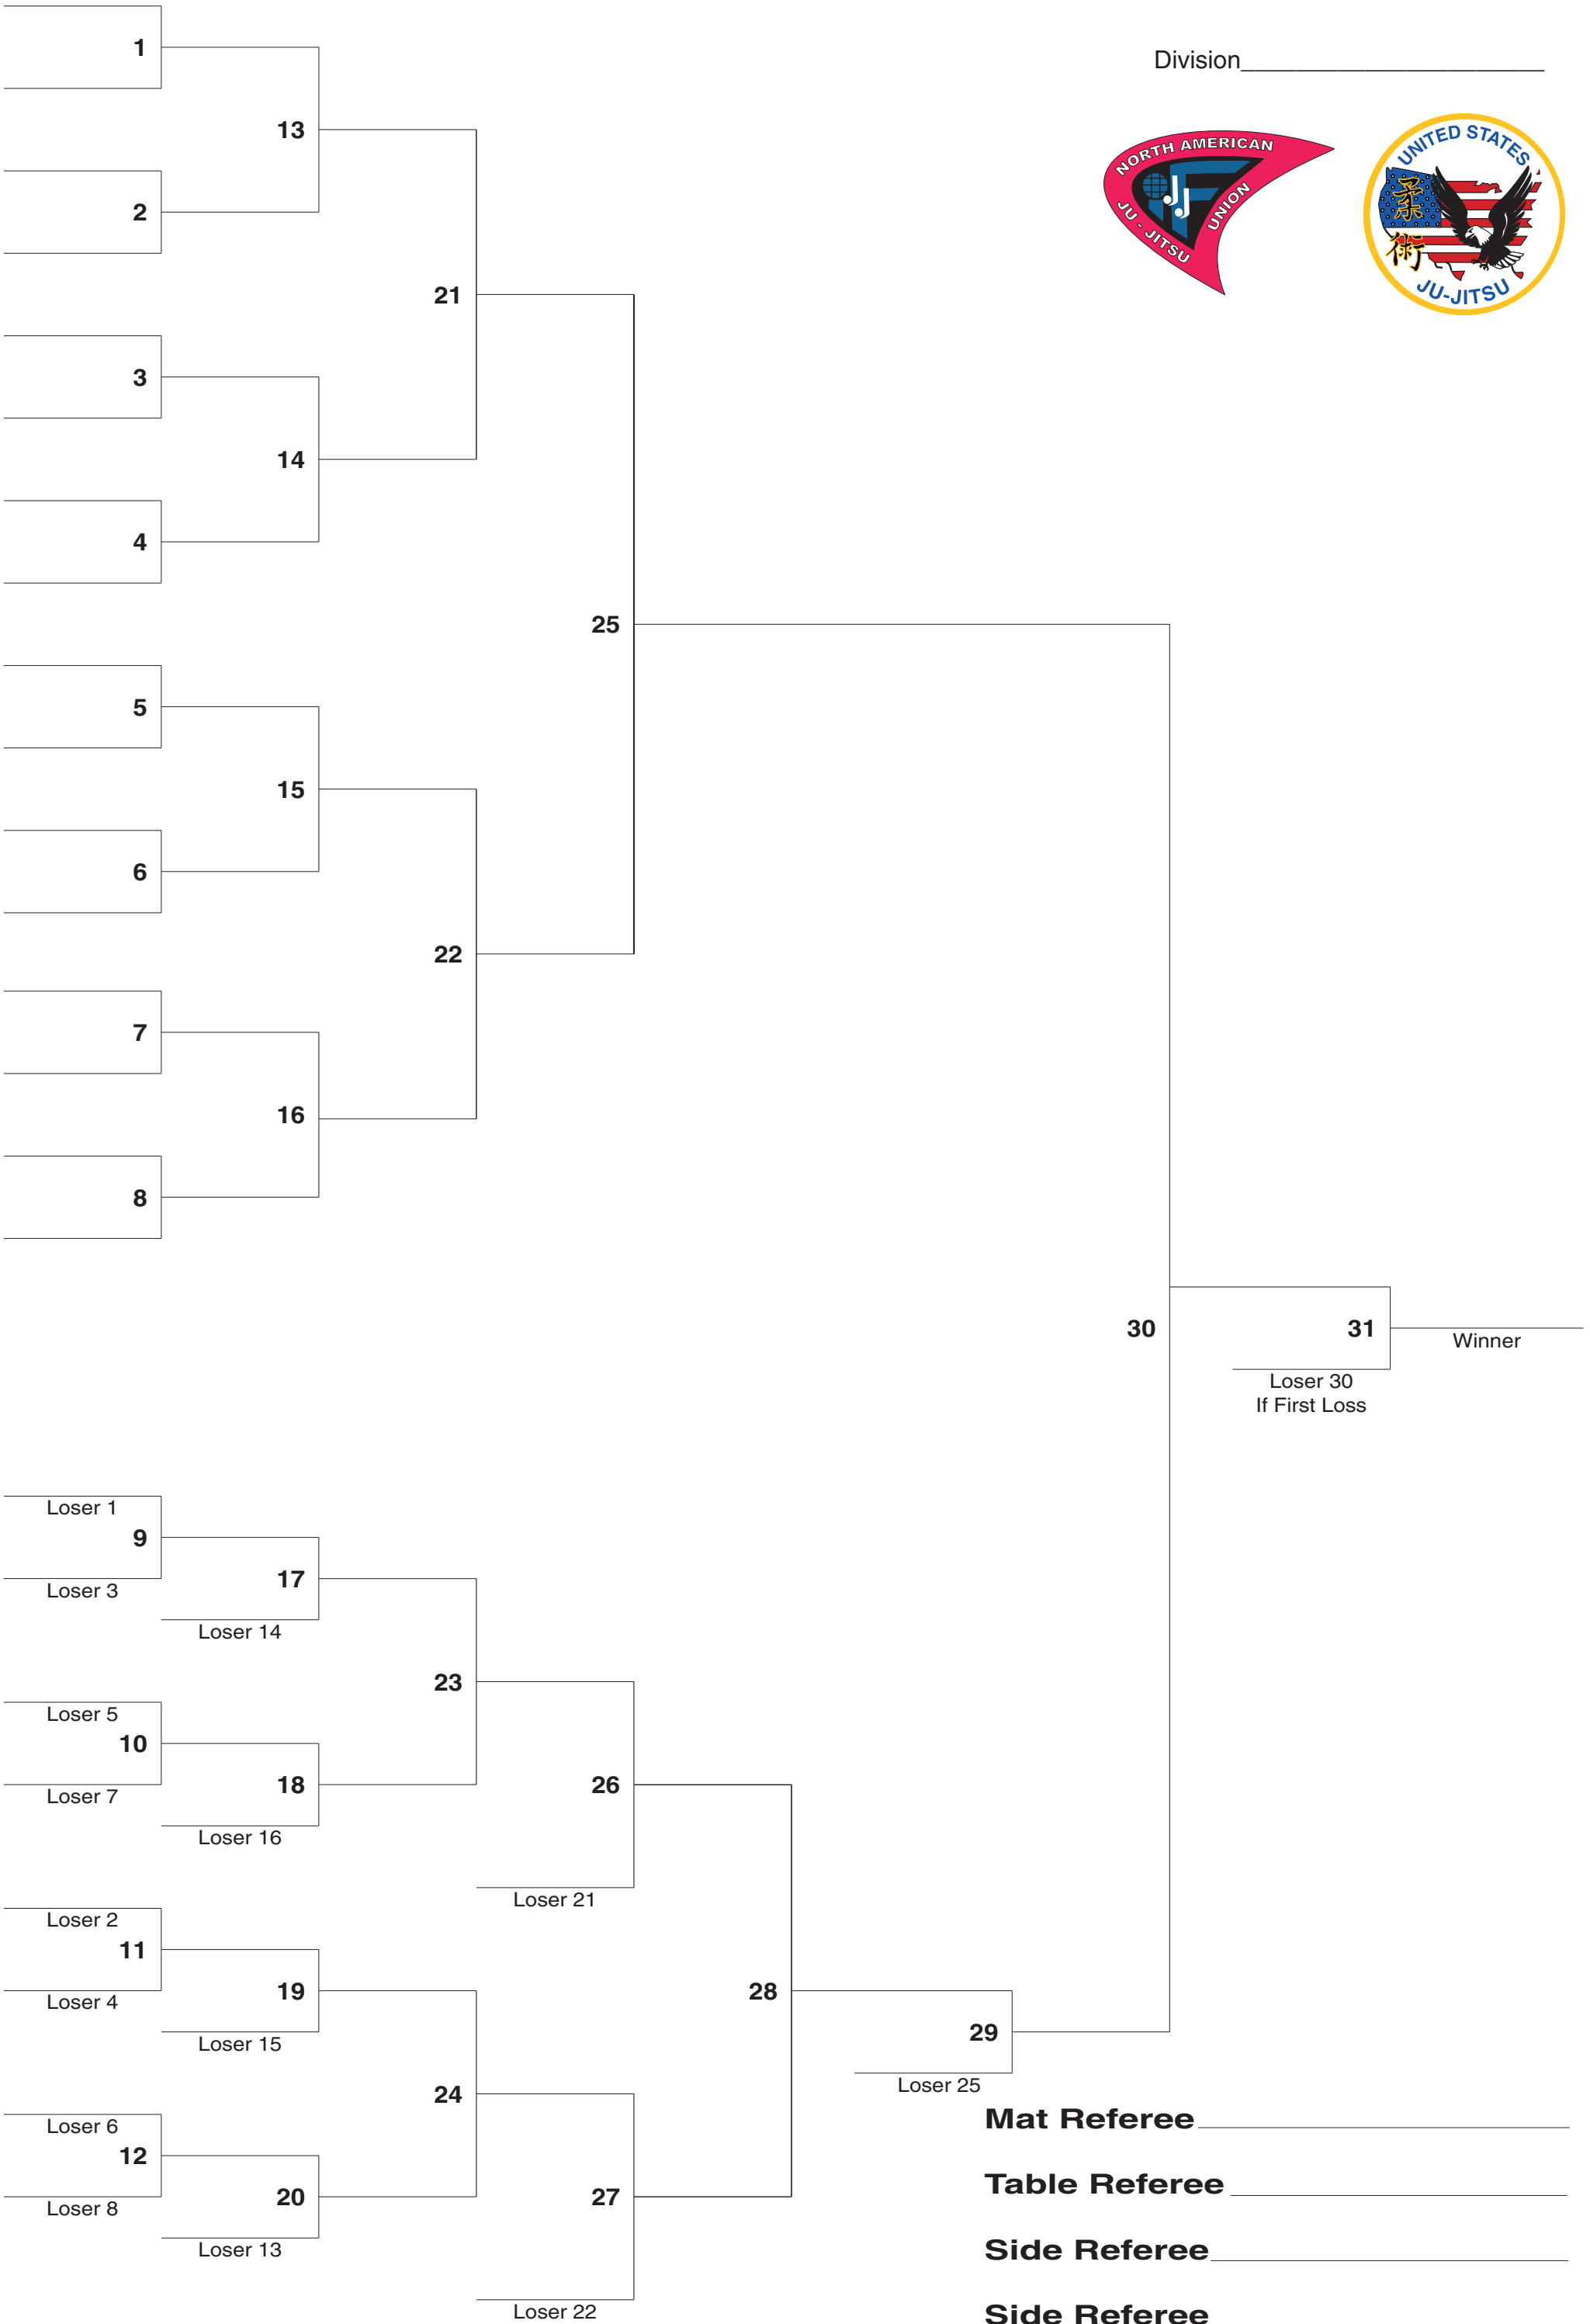 1
Division
13
NORTH AMERICAN
JU - JITSU
UNION
UNITED STATES
柔
術
JU-JITSU
2
21
3
14
4
25
5
15
6
22
7
16
8
30
31
Winner
Loser 30
If First Loss
Loser 1
9
17
Loser 3
Loser 14
23
Loser 5
10
18
26
Loser 7
Loser 16
Loser 21
Loser 2
11
19
28
Loser 4
Loser 15
29
Loser 25
24
Mat Referee
Loser 6
12
Table Referee
20
27
Loser 8
Loser 13
Side Referee
Loser 22
Side Referee